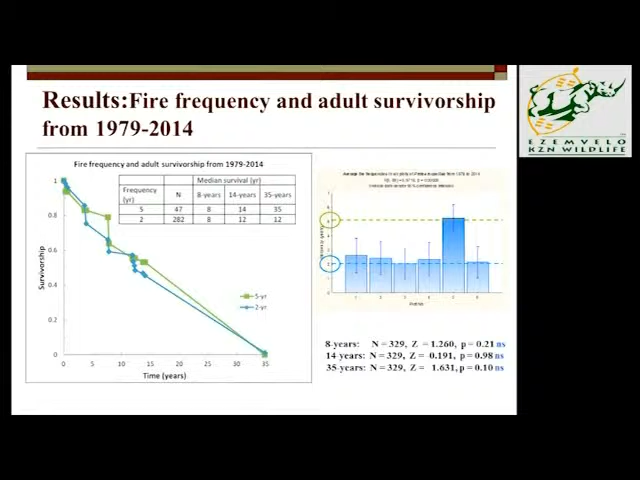 Results:Fire frequency and adult survivorship
from 1979-2014
EZEMVELO
KZN WILDLIFE
Fire frequency and adult survivorship from 1979-2014
Median survival (yr)
Frequency (yr) N 8-years 14-years 35-years
5 47 8 14 35
2 282 8 12 12
1
0.8
0.6
0.4
0.2
0
Survivorship
5-yr
2-yr
0 5 10 15 20 25 30 35 40
Time (years)
8-years: N = 329, Z = 1.260, p = 0.21 ns
14-years: N = 329, Z = 0.191, p = 0.98 ns
35-years: N = 329, Z = 1.631, p = 0.10 ns